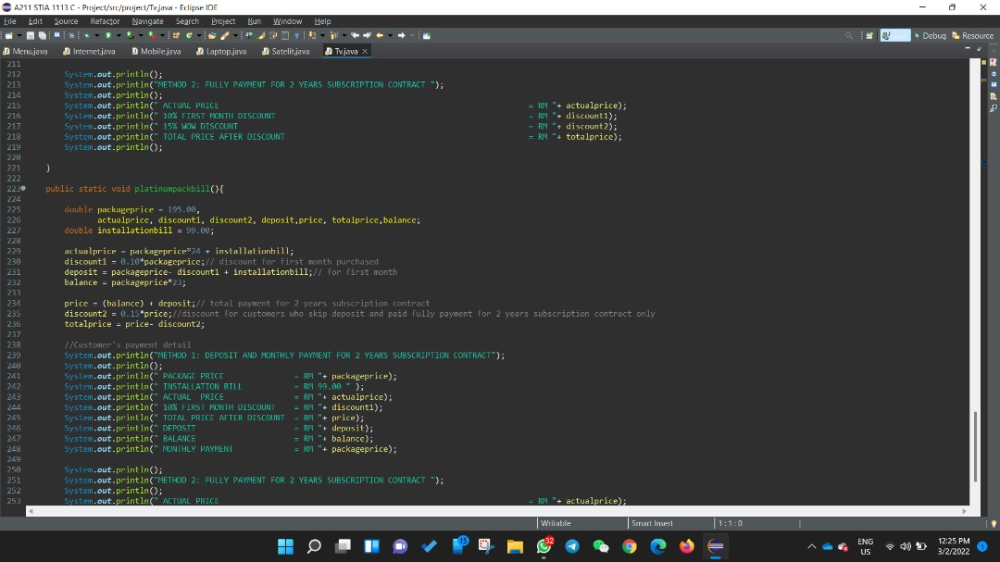 A211 STIA 1113 C - Project/src/project/Tv.java - Eclipse IDE
File Edit Source Refactor Navigate Search Project Run Window Help
Debug Resource
Menu.java Internet.java Mobile.java Laptop.java Satelit.java Tv.java
211
212 System.out.println();
213 System.out.println("METHOD 2: FULLY PAYMENT FOR 2 YEARS SUBSCRIPTION CONTRACT ");
214 System.out.println();
215 System.out.println(" ACTUAL PRICE = RM "+ actualprice);
216 System.out.println(" 10% FIRST MONTH DISCOUNT = RM "+ discount1);
217 System.out.println(" 15% WOW DISCOUNT = RM "+ discount2);
218 System.out.println(" TOTAL PRICE AFTER DISCOUNT = RM "+ totalprice);
219 System.out.println();
220
221 }
222
223 public static void platinumpackbill(){
224
225 double packageprice = 195.00,
226 actualprice, discount1, discount2, deposit,price, totalprice,balance;
227 double installationbill = 99.00;
228
229 actualprice = packageprice*24 + installationbill;
230 discount1 = 0.10*packageprice;// discount for first month purchased
231 deposit = packageprice- discount1 + installationbill;// for first month
232 balance = packageprice*23;
233
234 price = (balance) + deposit;// total payment for 2 years subscription contract
235 discount2 = 0.15*price;//discount for customers who skip deposit and paid fully payment for 2 years subscription contract only
236 totalprice = price- discount2;
237
238 //Customer's payment detail
239 System.out.println("METHOD 1: DEPOSIT AND MONTHLY PAYMENT FOR 2 YEARS SUBSCRIPTION CONTRACT");
240 System.out.println();
241 System.out.println(" PACKAGE PRICE = RM "+ packageprice);
242 System.out.println(" INSTALLATION BILL = RM 99.00 " );
243 System.out.println(" ACTUAL PRICE = RM "+ actualprice);
244 System.out.println(" 10% FIRST MONTH DISCOUNT = RM "+ discount1);
245 System.out.println(" TOTAL PRICE AFTER DISCOUNT = RM "+ price);
246 System.out.println(" DEPOSIT = RM "+ deposit);
247 System.out.println(" BALANCE = RM "+ balance);
248 System.out.println(" MONTHLY PAYMENT = RM "+ packageprice);
249
250 System.out.println();
251 System.out.println("METHOD 2: FULLY PAYMENT FOR 2 YEARS SUBSCRIPTION CONTRACT ");
252 System.out.println();
253 System.out.println(" ACTUAL PRICE = RM "+ actualprice);
Writable Smart Insert 1 : 1 : 0
15 32 ENG US 12:25 PM 3/2/2022 1